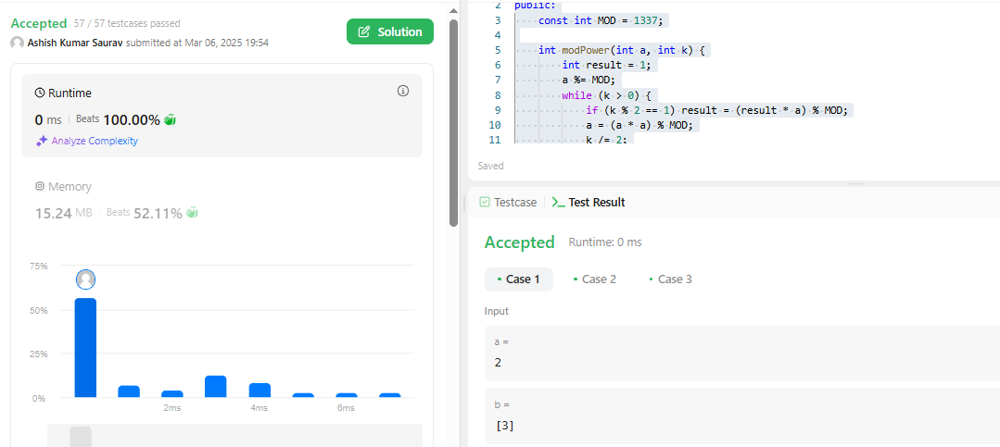 Accepted 57 / 57 testcases passed
Ashish Kumar Saurav submitted at Mar 06, 2025 19:54
Solution
Runtime
0 ms Beats 100.00%
Analyze Complexity
Memory
15.24 MB Beats 52.11%
75%
50%
25%
0%
2ms 4ms 6ms
2 public:
3 const int MOD = 1337;
4
5 int modPower(int a, int k) {
6 int result = 1;
7 a %= MOD;
8 while (k > 0) {
9 if (k % 2 == 1) result = (result * a) % MOD;
10 a = (a * a) % MOD;
11 k /= 2;
Saved
Testcase Test Result
Accepted Runtime: 0 ms
Case 1 Case 2 Case 3
Input
a =
2
b =
[3]